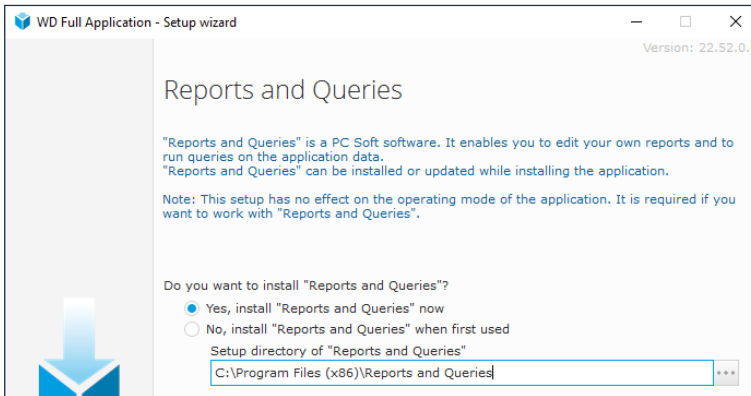 WD Full Application - Setup wizard
Version: 22.52.0.
Reports and Queries
"Reports and Queries" is a PC Soft software. It enables you to edit your own reports and to
run queries on the application data.
"Reports and Queries" can be installed or updated while installing the application.
Note: This setup has no effect on the operating mode of the application. It is required if you
want to work with "Reports and Queries".
Do you want to install "Reports and Queries"?
Yes, install "Reports and Queries" now
No, install "Reports and Queries" when first used
Setup directory of "Reports and Queries"
C:\Program Files (x86)\Reports and Queries